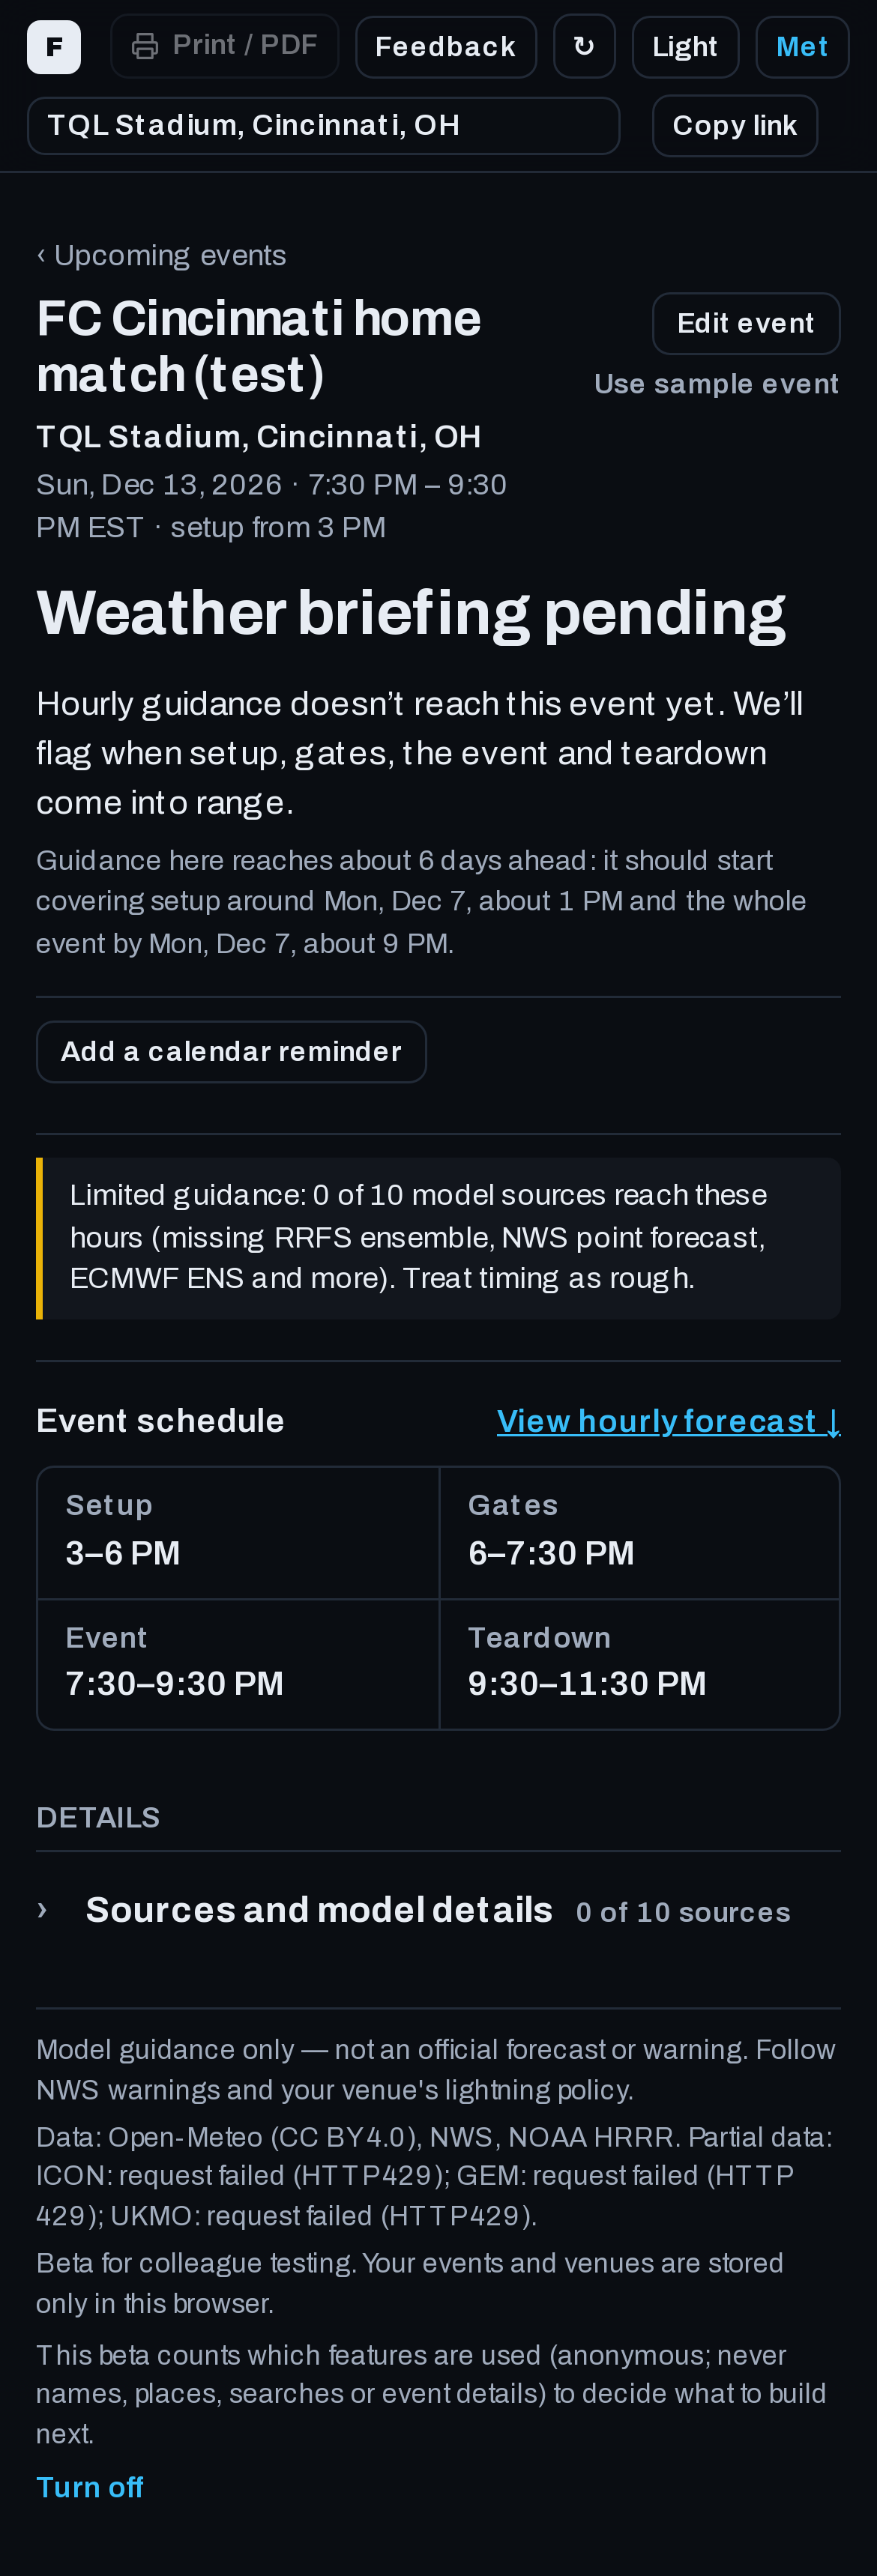 F
Print / PDF
Feedback
↻
Light
Met
TQL Stadium, Cincinnati, OH
Copy link
‹ Upcoming events
FC Cincinnati home
match (test)
Edit event
Use sample event
TQL Stadium, Cincinnati, OH
Sun, Dec 13, 2026 · 7:30 PM – 9:30
PM EST · setup from 3 PM
Weather briefing pending
Hourly guidance doesn’t reach this event yet. We’ll
flag when setup, gates, the event and teardown
come into range.
Guidance here reaches about 6 days ahead: it should start
covering setup around Mon, Dec 7, about 1 PM and the whole
event by Mon, Dec 7, about 9 PM.
Add a calendar reminder
Limited guidance: 0 of 10 model sources reach these
hours (missing RRFS ensemble, NWS point forecast,
ECMWF ENS and more). Treat timing as rough.
Event schedule
View hourly forecast ↓
Setup
3–6 PM
Gates
6–7:30 PM
Event
7:30–9:30 PM
Teardown
9:30–11:30 PM
DETAILS
› Sources and model details 0 of 10 sources
Model guidance only — not an official forecast or warning. Follow
NWS warnings and your venue's lightning policy.
Data: Open-Meteo (CC BY 4.0), NWS, NOAA HRRR. Partial data:
ICON: request failed (HTTP 429); GEM: request failed (HTTP
429); UKMO: request failed (HTTP 429).
Beta for colleague testing. Your events and venues are stored
only in this browser.
This beta counts which features are used (anonymous; never
names, places, searches or event details) to decide what to build
next.
Turn off